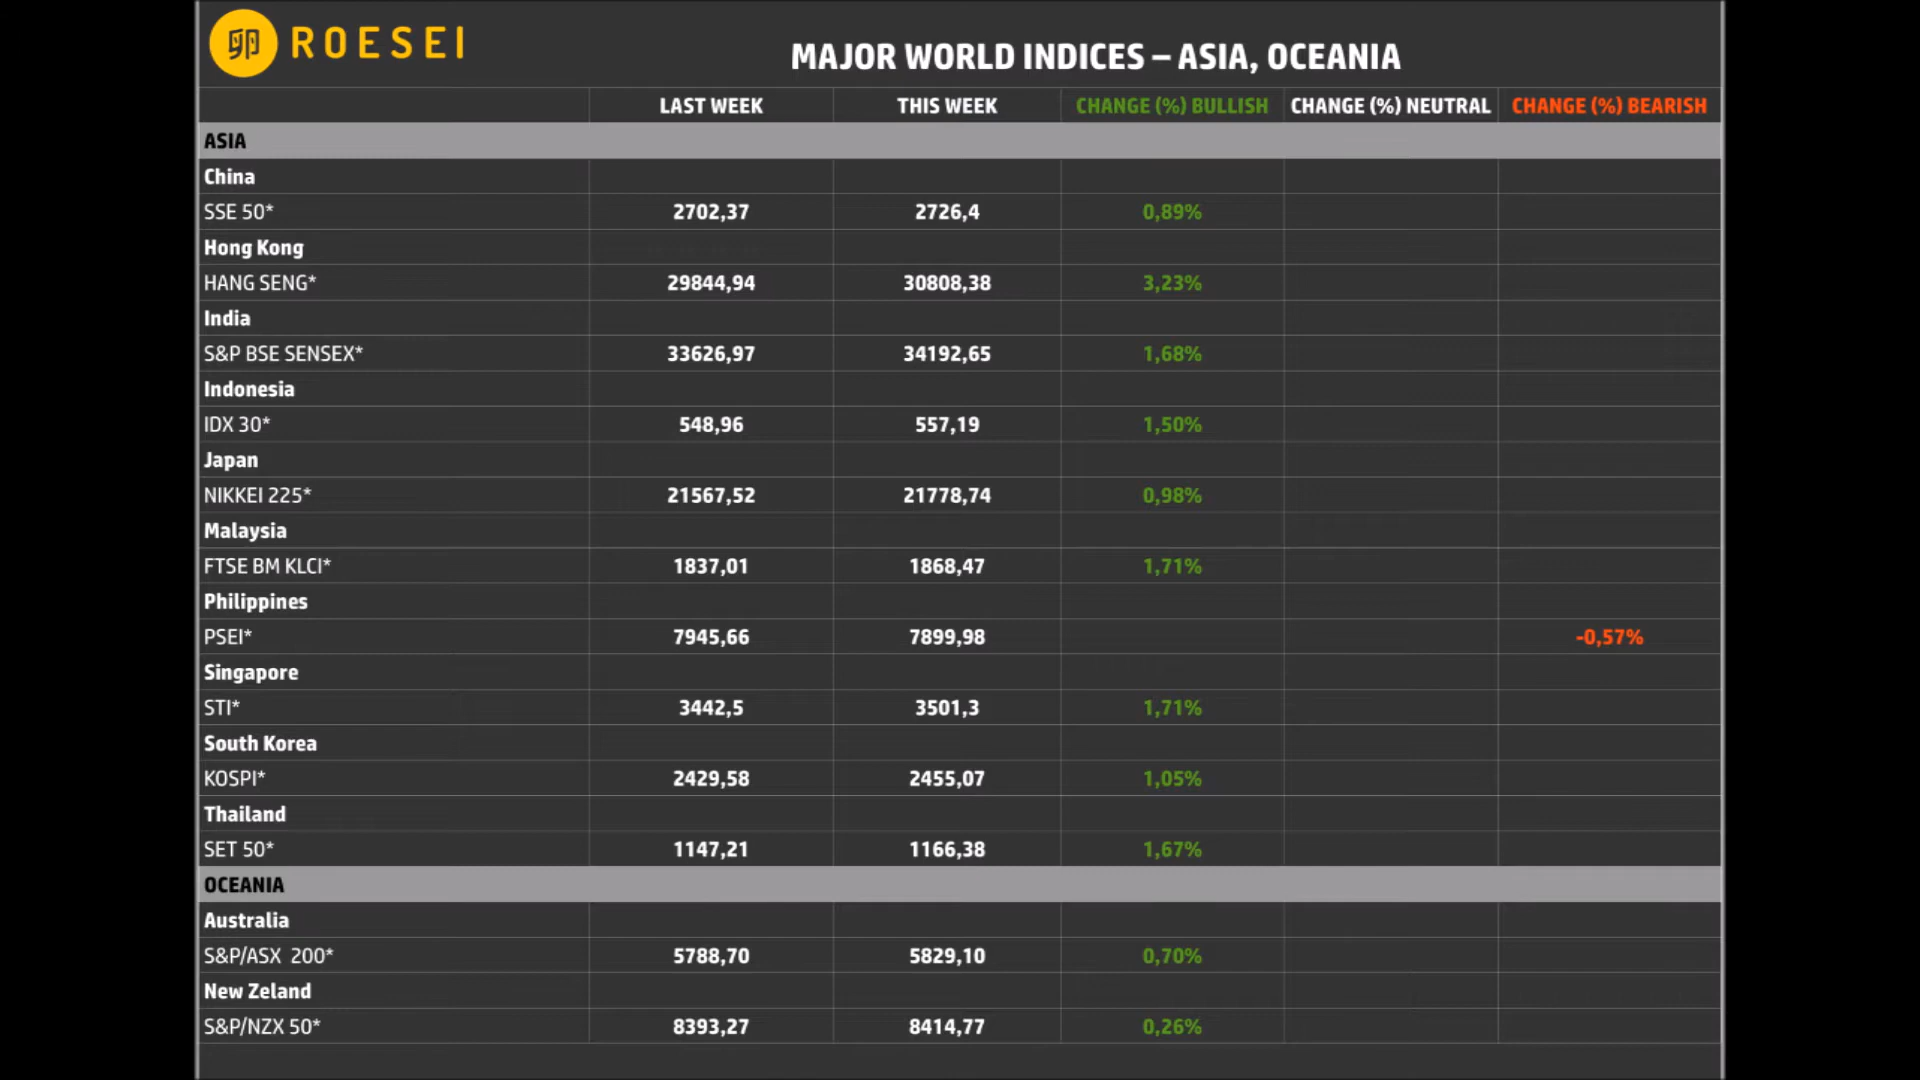 ROESEI
MAJOR WORLD INDICES – ASIA, OCEANIA
LAST WEEK THIS WEEK CHANGE (%) BULLISH CHANGE (%) NEUTRAL CHANGE (%) BEARISH
ASIA
China
SSE 50* 2702,37 2726,4 0,89%
Hong Kong
HANG SENG* 29844,94 30808,38 3,23%
India
S&P BSE SENSEX* 33626,97 34192,65 1,68%
Indonesia
IDX 30* 548,96 557,19 1,50%
Japan
NIKKEI 225* 21567,52 21778,74 0,98%
Malaysia
FTSE BM KLCI* 1837,01 1868,47 1,71%
Philippines
PSEI* 7945,66 7899,98 -0,57%
Singapore
STI* 3442,5 3501,3 1,71%
South Korea
KOSPI* 2429,58 2455,07 1,05%
Thailand
SET 50* 1147,21 1166,38 1,67%
OCEANIA
Australia
S&P/ASX 200* 5788,70 5829,10 0,70%
New Zeland
S&P/NZX 50* 8393,27 8414,77 0,26%